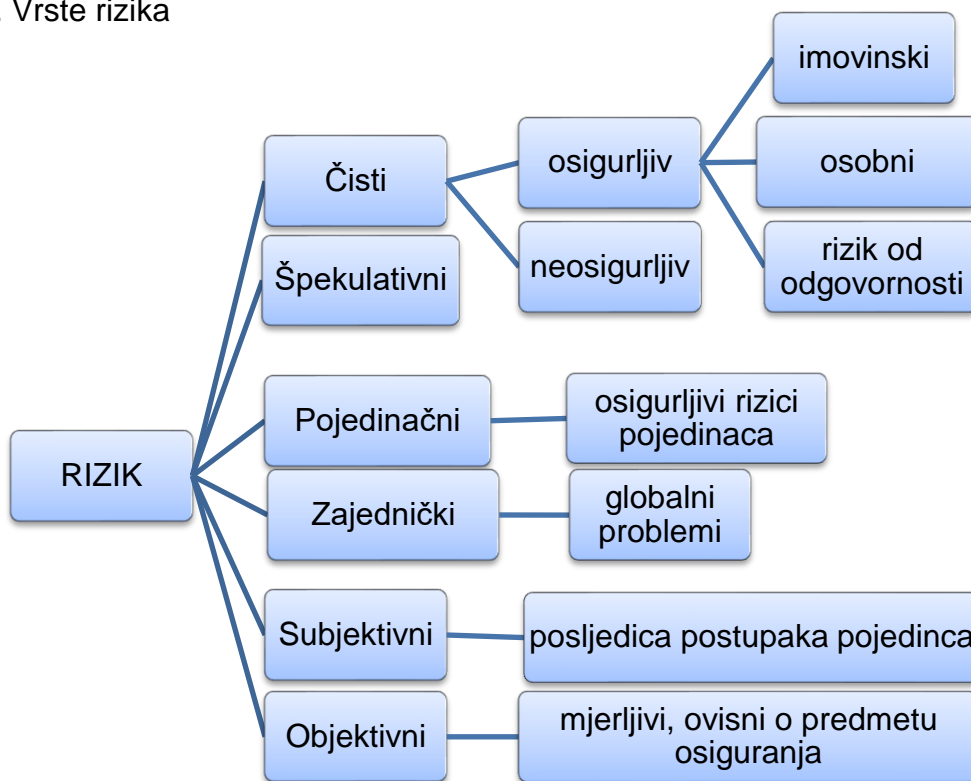 . Vrste rizika
imovinski
Čisti
osigurljiv
osobni
Špekulativni
neosigurljiv
rizik od
odgovornosti
RIZIK
Pojedinačni
osigurljivi rizici
pojedinaca
Zajednički
globalni
problemi
Subjektivni
posljedica postupaka pojedinca
Objektivni
mjerljivi, ovisni o predmetu
osiguranja